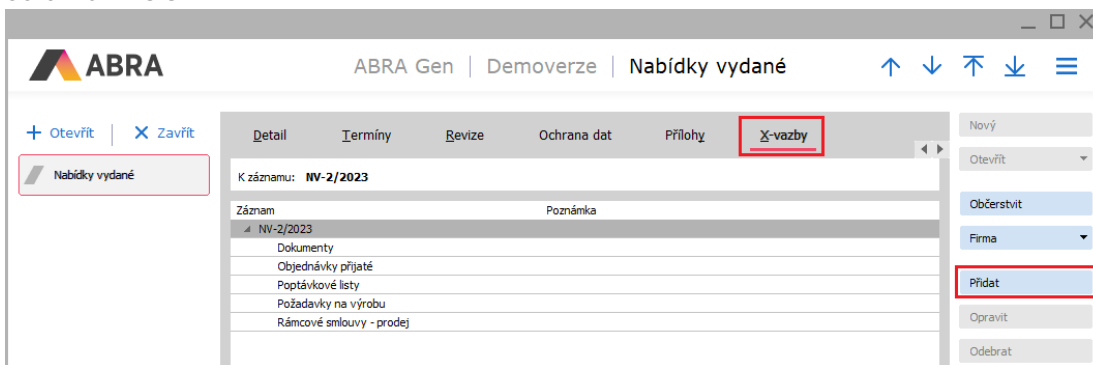 ABRA
ABRA Gen | Demoverze | Nabídky vydané
Otevřít | Zavřít
Nabídky vydané
Detail Termíny Revize Ochrana dat Přílohy X-vazby
K záznamu: NV-2/2023
Záznam Poznámka
NV-2/2023
Dokumenty
Objednávky přijaté
Poptávkové listy
Požadavky na výrobu
Rámcové smlouvy - prodej
Nový
Otevřít
Občerstvit
Firma
Přidat
Opravit
Odebrat